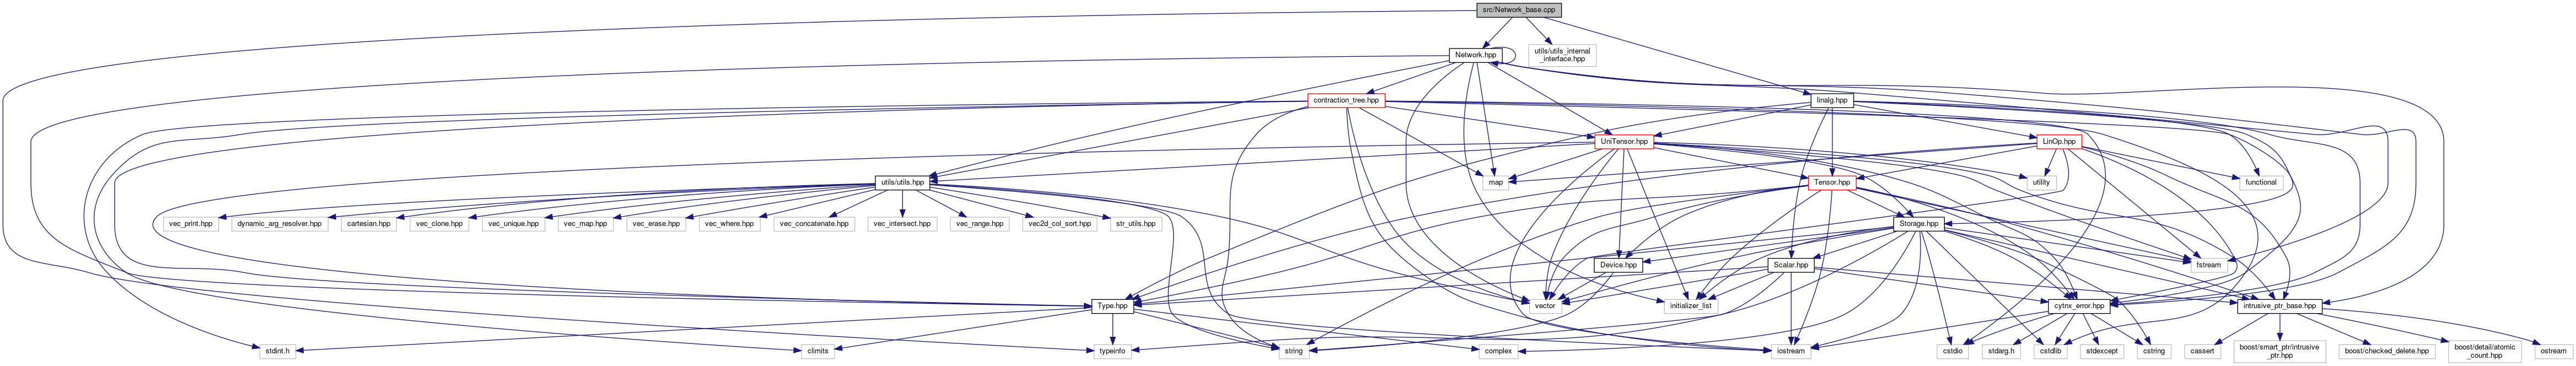 src/Network_base.cpp
Network.hpp
utils/utils_internal
_interface.hpp
contraction_tree.hpp
linalg.hpp
UniTensor.hpp
LinOp.hpp
utils/utils.hpp
map
Tensor.hpp
utility
functional
vec_print.hpp
dynamic_arg_resolver.hpp
cartesian.hpp
vec_clone.hpp
vec_unique.hpp
vec_map.hpp
vec_erase.hpp
vec_where.hpp
vec_concatenate.hpp
vec_intersect.hpp
vec_range.hpp
vec2d_col_sort.hpp
str_utils.hpp
Storage.hpp
Device.hpp
Scalar.hpp
fstream
Type.hpp
vector
initializer_list
cytnx_error.hpp
intrusive_ptr_base.hpp
stdint.h
climits
typeinfo
string
complex
iostream
cstdio
stdarg.h
cstdlib
stdexcept
cstring
cassert
boost/smart_ptr/intrusive
_ptr.hpp
boost/checked_delete.hpp
boost/detail/atomic
_count.hpp
ostream